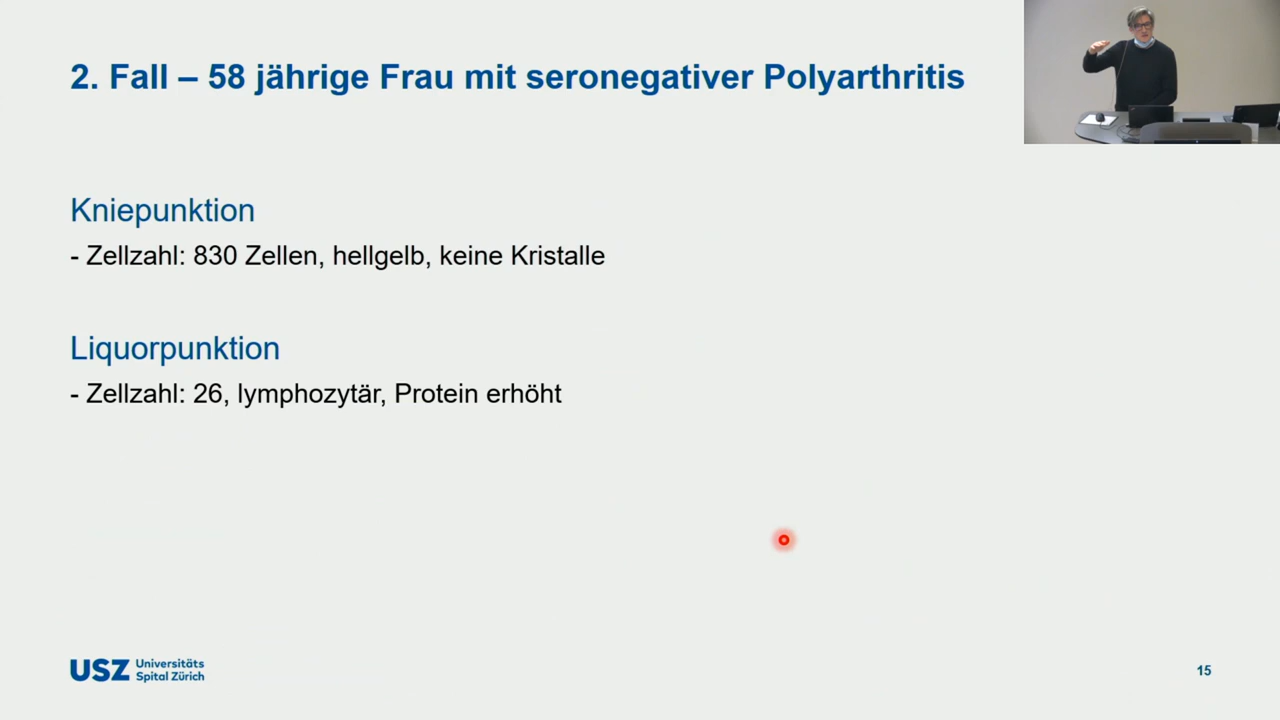 2. Fall – 58 jährige Frau mit seronegativer Polyarthritis
Kniepunktion
- Zellzahl: 830 Zellen, hellgelb, keine Kristalle
Liquorpunktion
- Zellzahl: 26, lymphozytär, Protein erhöht
USZ Universitäts
Spital Zürich
15